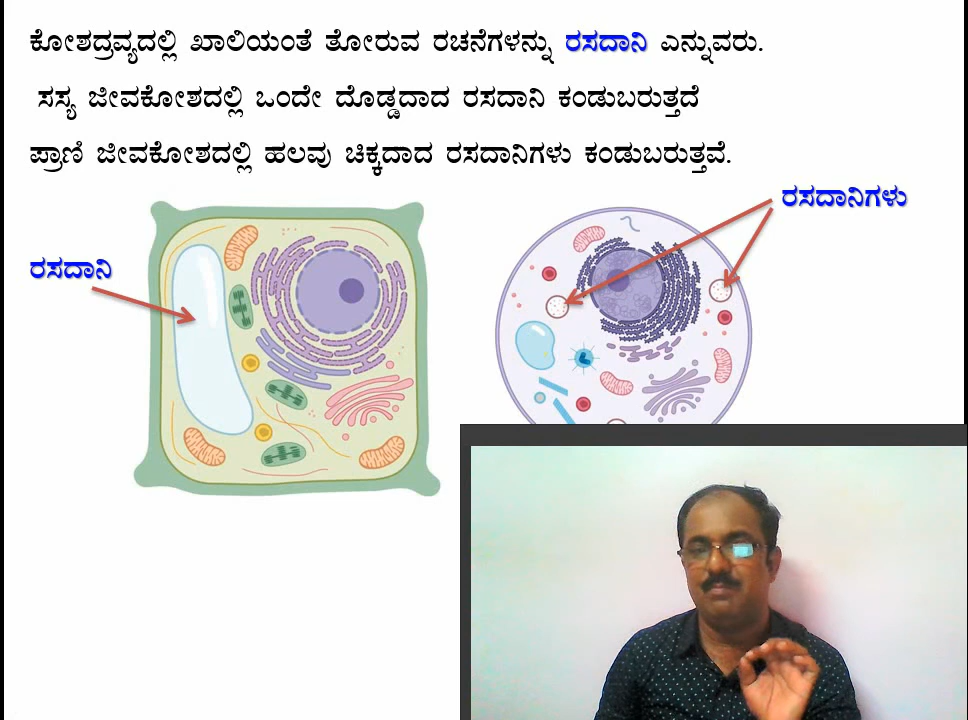 ಕೋಶದ್ರವ್ಯದಲ್ಲಿ ಖಾಲಿಯಂತೆ ತೋರುವ ರಚನೆಗಳನ್ನು ರಸದಾನಿ ಎನ್ನುವರು.
ಸಸ್ಯ ಜೀವಕೋಶದಲ್ಲಿ ಒಂದೇ ದೊಡ್ಡದಾದ ರಸದಾನಿ ಕಂಡುಬರುತ್ತದೆ
ಪ್ರಾಣಿ ಜೀವಕೋಶದಲ್ಲಿ ಹಲವು ಚಿಕ್ಕದಾದ ರಸದಾನಿಗಳು ಕಂಡುಬರುತ್ತವೆ.
ರಸದಾನಿಗಳು
ರಸದಾನಿ